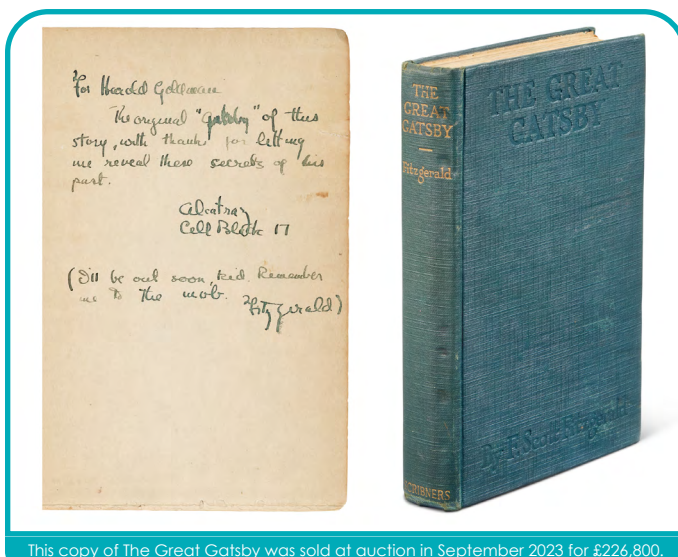 For Harold Goldman
The original "Gatsby" of this
story, with thanks for letting
me reveal these secrets of his
past.
Alcatraz
Cell Block 17
(I'll be out soon, kid. Remember
me to the mob. Fitzgerald)
THE
GREAT
GATSBY
Fitzgerald
SCRIBNERS
THE GREAT
GATSBY
By F. Scott Fitzgerald
This copy of The Great Gatsby was sold at auction in September 2023 for £226,800.